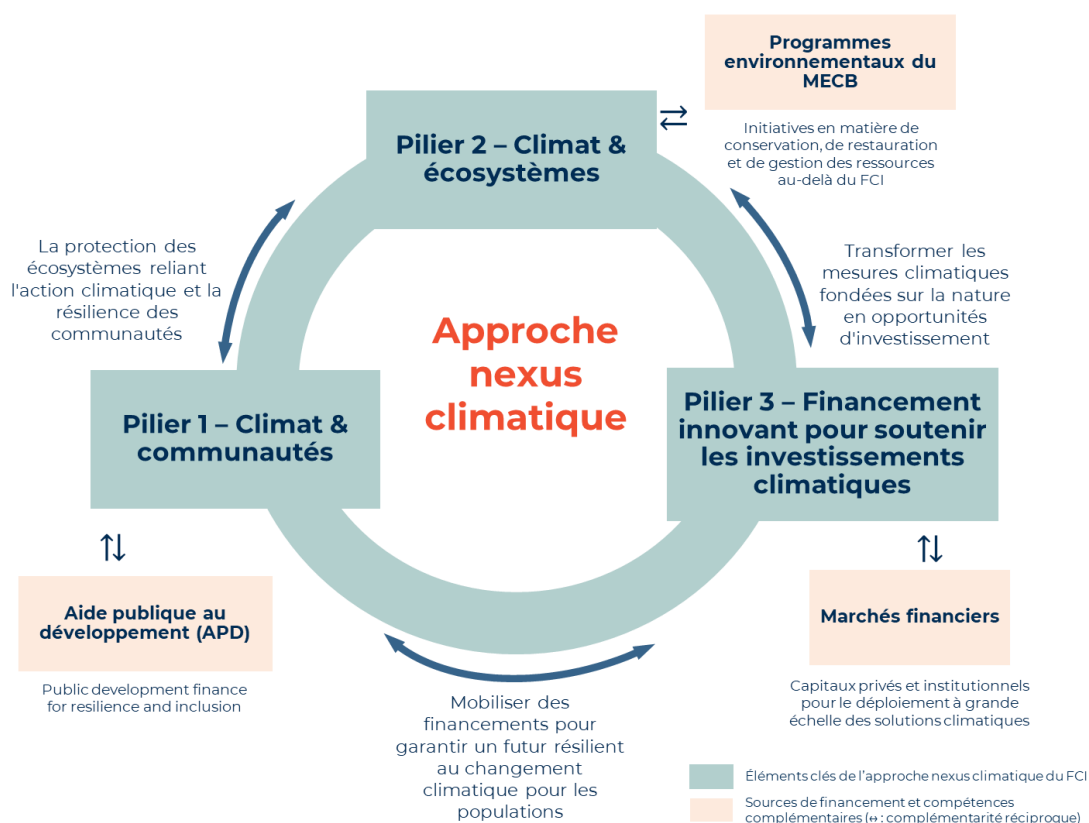 Programmes
environnementaux du
MECB
Initiatives en matière de
conservation, de restauration
et de gestion des ressources
au-delà du FCI
Pilier 2 – Climat &
écosystèmes
La protection des
écosystèmes reliant
l'action climatique et la
résilience des
communautés
Transformer les
mesures climatiques
fondées sur la nature
en opportunités
d'investissement
Approche
nexus
climatique
Pilier 1 – Climat &
communautés
Pilier 3 – Financement
innovant pour soutenir
les investissements
climatiques
Aide publique au
développement (APD)
Public development finance
for resilience and inclusion
Marchés financiers
Capitaux privés et institutionnels
pour le déploiement à grande
échelle des solutions climatiques
Mobiliser des
financements pour
garantir un futur résilient
au changement
climatique pour les
populations
Éléments clés de l'approche nexus climatique du FCI
Sources de financement et compétences
complémentaires (↔ : complémentarité réciproque)